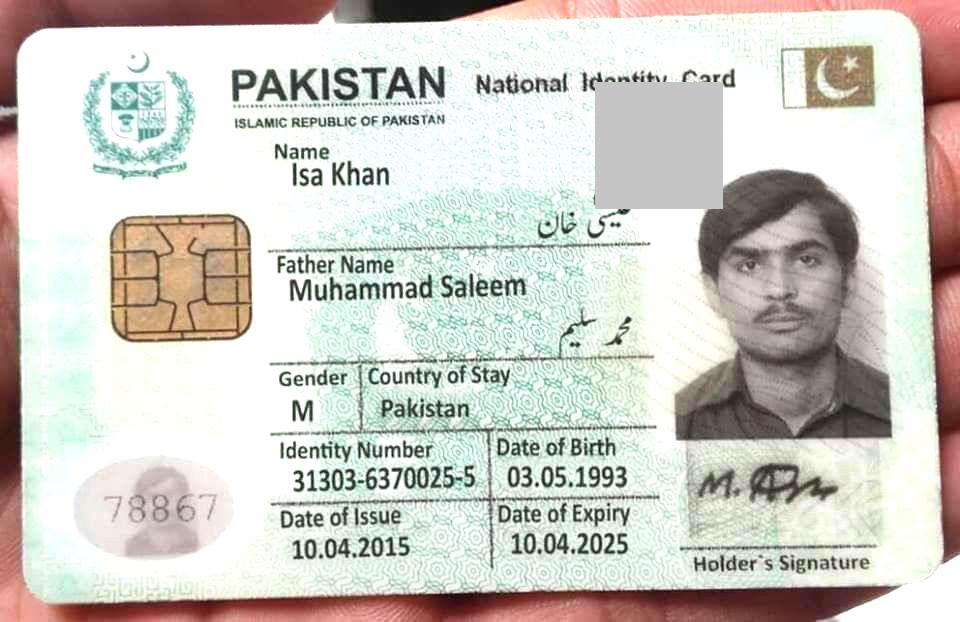 PAKISTAN National Identity Card
ISLAMIC REPUBLIC OF PAKISTAN
Name
Isa Khan
عیسیٰ خان
Father Name
Muhammad Saleem
محمد سلیم
Gender Country of Stay
M Pakistan
Identity Number Date of Birth
31303-6370025-5 03.05.1993
Date of Issue Date of Expiry
10.04.2015 10.04.2025
78867
Holder`s Signature